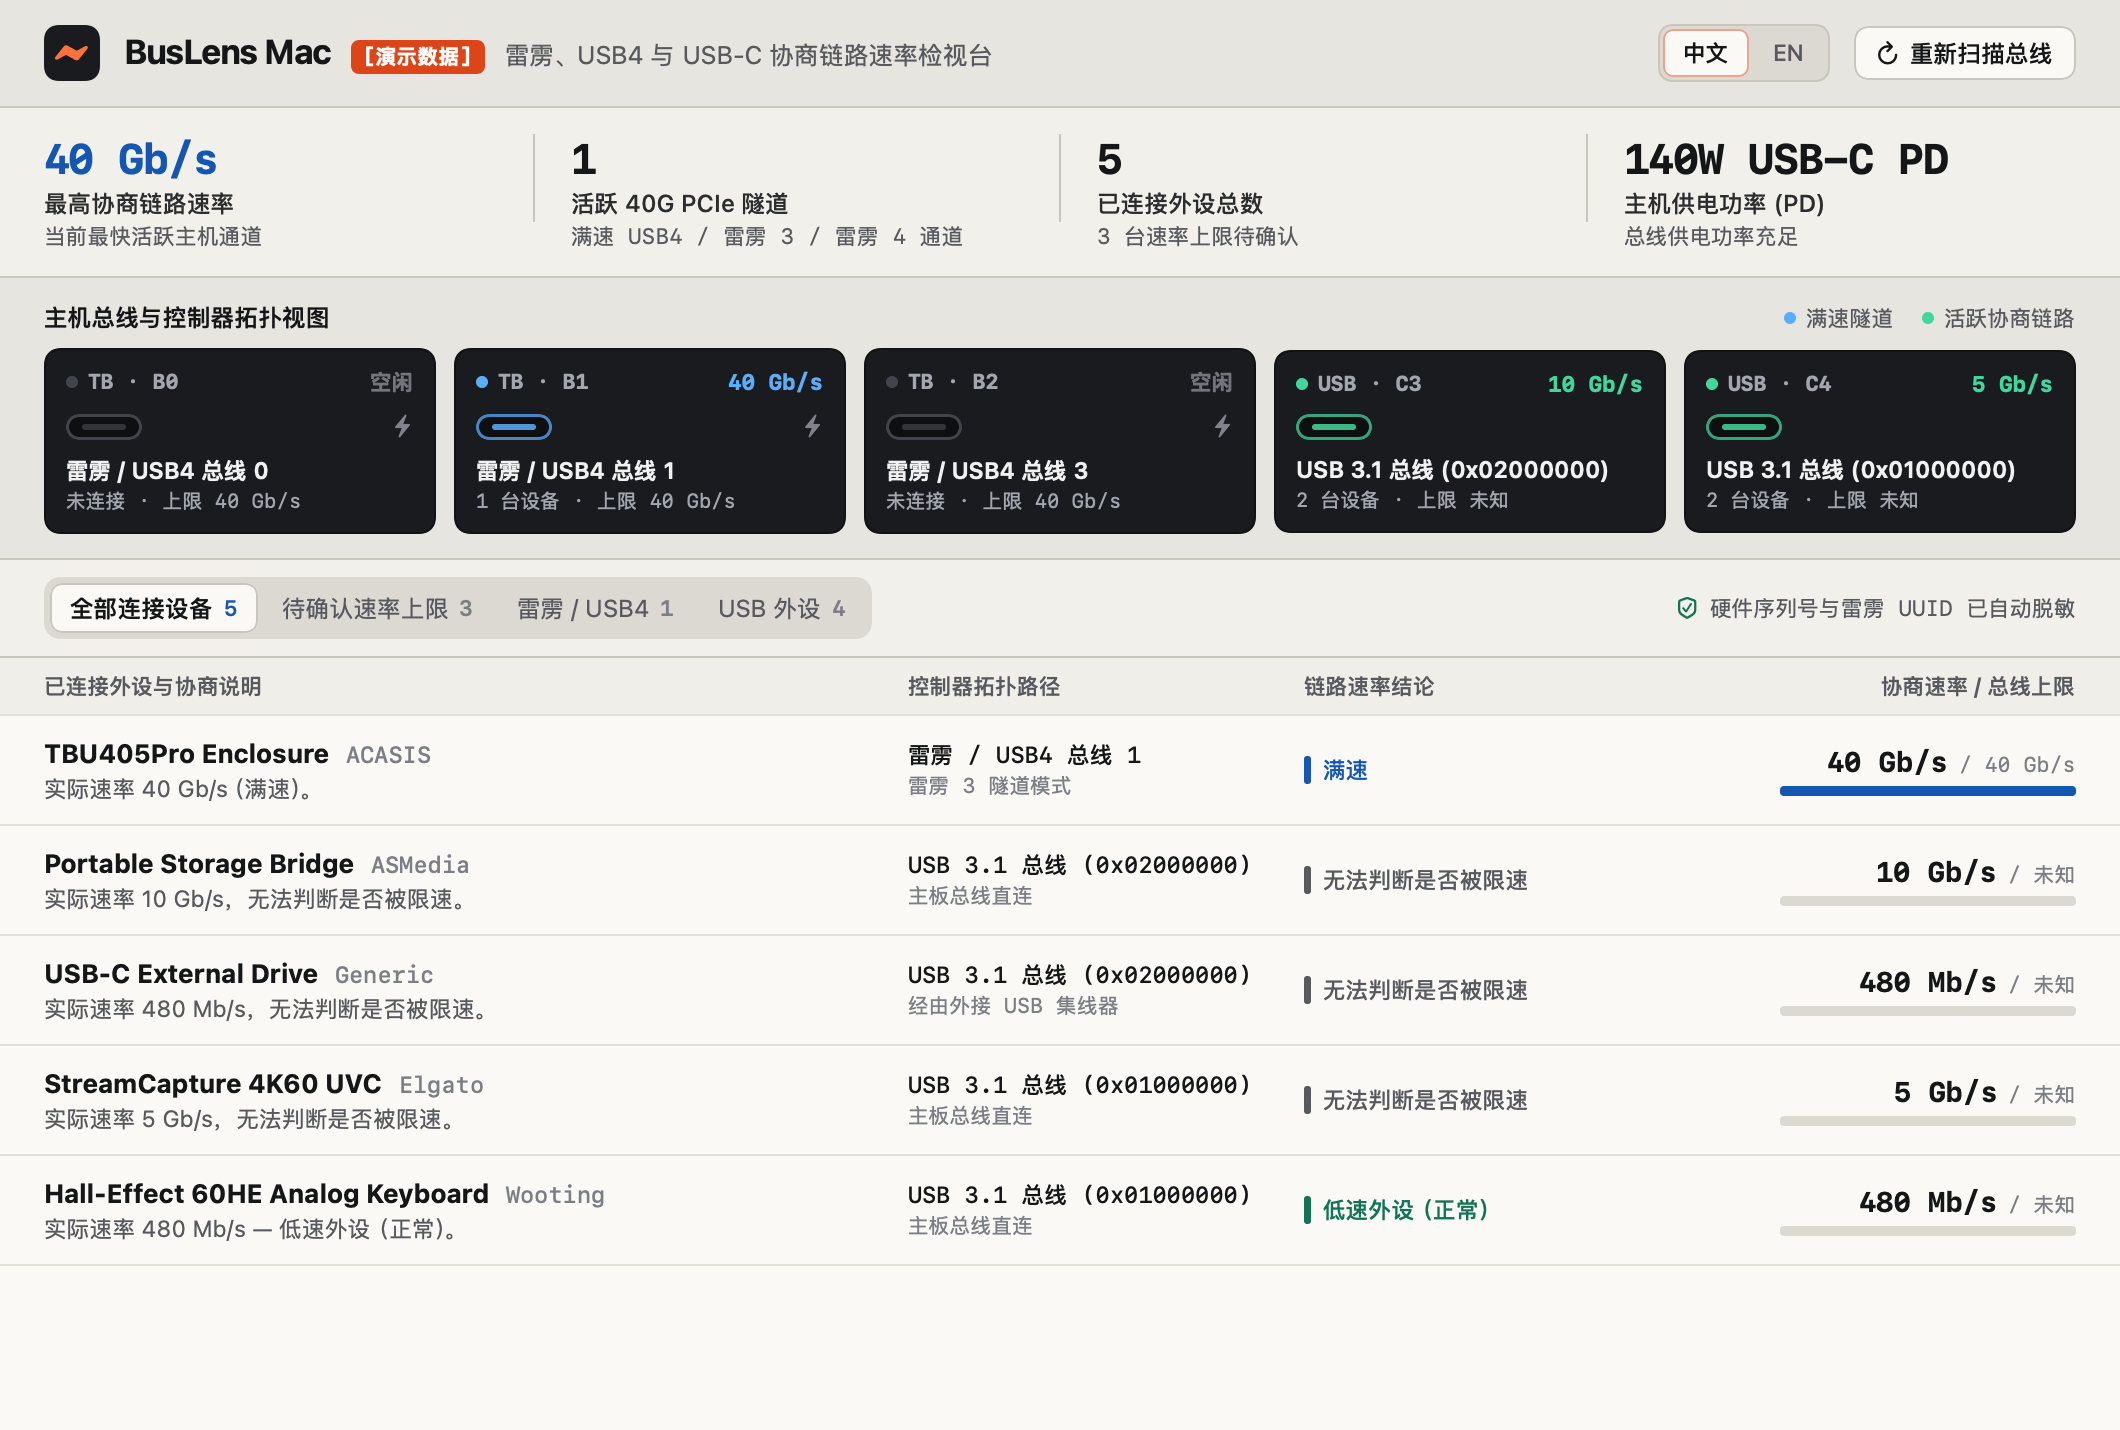 BusLens Mac [演示数据] 雷雳、USB4 与 USB-C 协商链路速率检视台
中文 EN 重新扫描总线
40 Gb/s
最高协商链路速率
当前最快活跃主机通道
1
活跃 40G PCIe 隧道
满速 USB4 / 雷雳 3 / 雷雳 4 通道
5
已连接外设总数
3 台速率上限待确认
140W USB-C PD
主机供电功率 (PD)
总线供电功率充足
主机总线与控制器拓扑视图
满速隧道 活跃协商链路
TB · B0 空闲
雷雳 / USB4 总线 0
未连接 · 上限 40 Gb/s
TB · B1 40 Gb/s
雷雳 / USB4 总线 1
1 台设备 · 上限 40 Gb/s
TB · B2 空闲
雷雳 / USB4 总线 3
未连接 · 上限 40 Gb/s
USB · C3 10 Gb/s
USB 3.1 总线 (0x02000000)
2 台设备 · 上限 未知
USB · C4 5 Gb/s
USB 3.1 总线 (0x01000000)
2 台设备 · 上限 未知
全部连接设备 5 待确认速率上限 3 雷雳 / USB4 1 USB 外设 4
硬件序列号与雷雳 UUID 已自动脱敏
已连接外设与协商说明 控制器拓扑路径 链路速率结论 协商速率 / 总线上限
TBU405Pro Enclosure ACASIS
实际速率 40 Gb/s (满速)。
雷雳 / USB4 总线 1
雷雳 3 隧道模式
满速
40 Gb/s / 40 Gb/s
Portable Storage Bridge ASMedia
实际速率 10 Gb/s，无法判断是否被限速。
USB 3.1 总线 (0x02000000)
主板总线直连
无法判断是否被限速
10 Gb/s / 未知
USB-C External Drive Generic
实际速率 480 Mb/s，无法判断是否被限速。
USB 3.1 总线 (0x02000000)
经由外接 USB 集线器
无法判断是否被限速
480 Mb/s / 未知
StreamCapture 4K60 UVC Elgato
实际速率 5 Gb/s，无法判断是否被限速。
USB 3.1 总线 (0x01000000)
主板总线直连
无法判断是否被限速
5 Gb/s / 未知
Hall-Effect 60HE Analog Keyboard Wooting
实际速率 480 Mb/s — 低速外设 (正常)。
USB 3.1 总线 (0x01000000)
主板总线直连
低速外设 (正常)
480 Mb/s / 未知